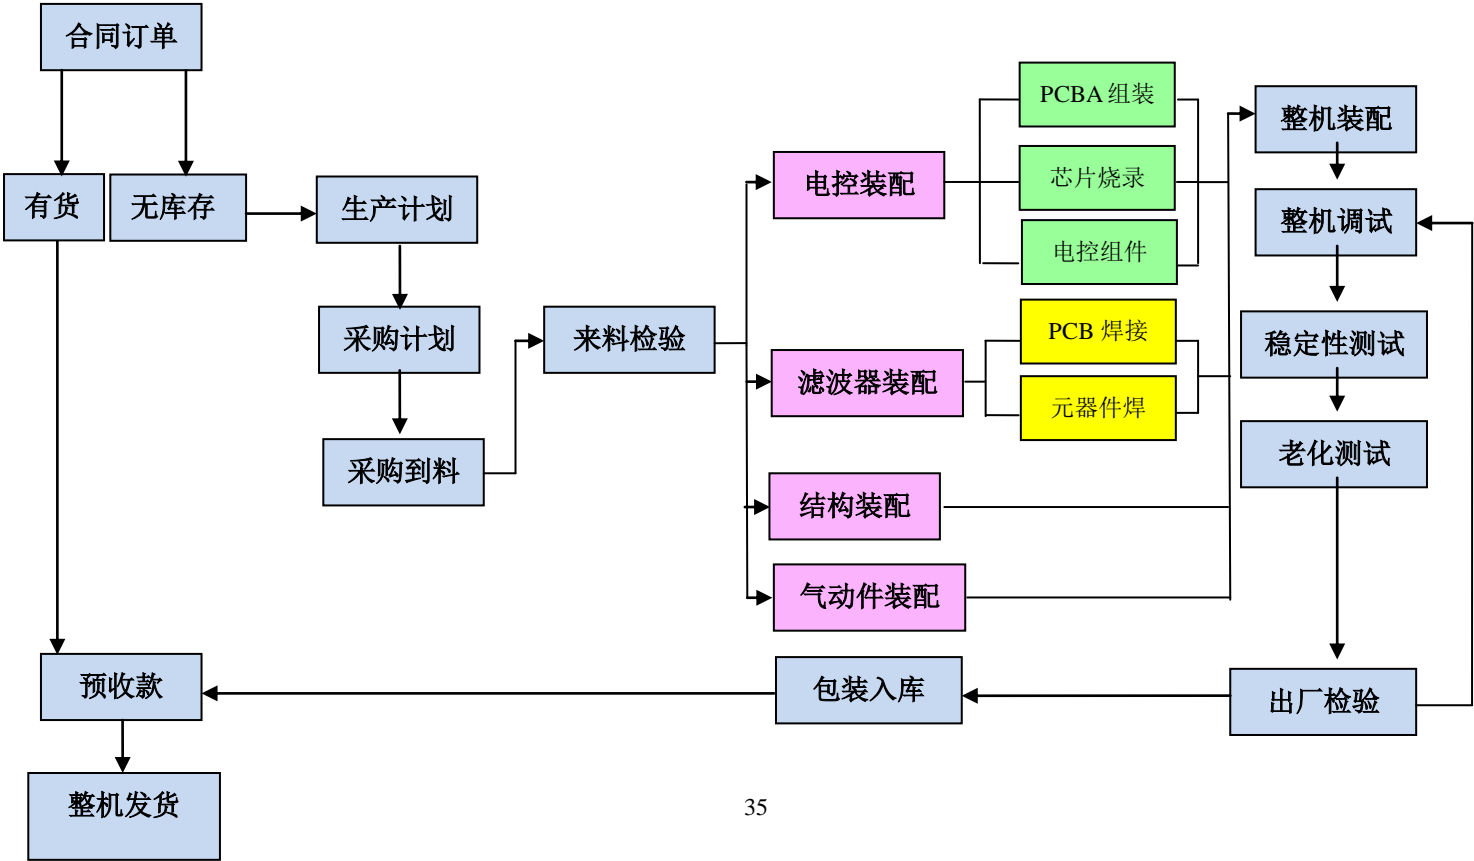 合同订单
有货
无库存
生产计划
采购计划
采购到料
来料检验
电控装配
滤波器装配
结构装配
气动件装配
PCBA 组装
芯片烧录
电控组件
PCB 焊接
元器件焊
整机装配
整机调试
稳定性测试
老化测试
出厂检验
包装入库
预收款
整机发货
35